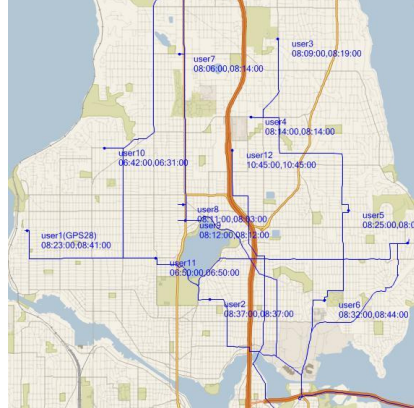 user7
08:06:00,08:14:00
user3
08:09:00,08:19:00
user4
08:14:00,08:14:00
user10
06:42:00,06:31:00
user12
10:45:00,10:45:00
user8
08:11:00,08:03:00
user9
08:12:00,08:12:00
user5
08:25:00,08:0
user1(GPS28)
08:23:00,08:41:00
user11
06:50:00,06:50:00
user2
08:37:00,08:37:00
user6
08:32:00,08:44:00